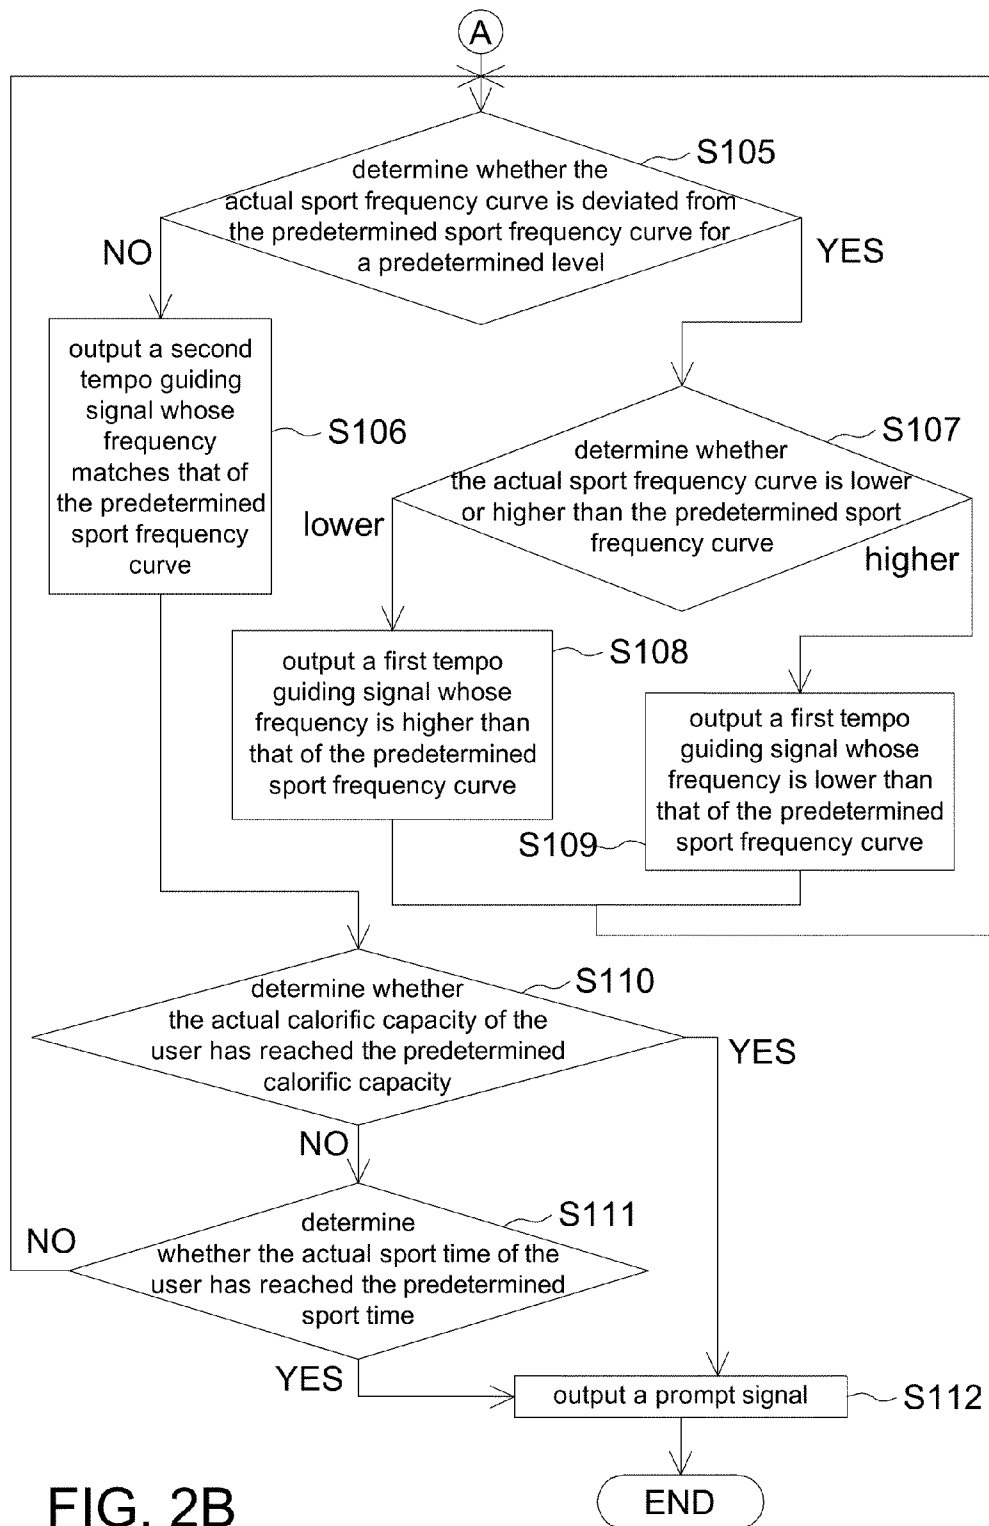 A
S105
determine whether the
actual sport frequency curve is deviated from
the predetermined sport frequency curve for
a predetermined level
NO
YES
output a second
tempo guiding
signal whose
frequency
matches that of
the predetermined
sport frequency
curve
S106
S107
determine whether
the actual sport frequency curve is lower
or higher than the predetermined sport
frequency curve
lower
higher
output a first tempo
guiding signal whose
frequency is higher than
that of the predetermined
sport frequency curve
S108
output a first tempo
guiding signal whose
frequency is lower than
that of the predetermined
sport frequency curve
S109
S110
determine whether
the actual calorific capacity of the
user has reached the predetermined
calorific capacity
YES
NO
S111
determine
whether the actual sport time of the
user has reached the predetermined
sport time
NO
YES
output a prompt signal
S112
END
FIG. 2B